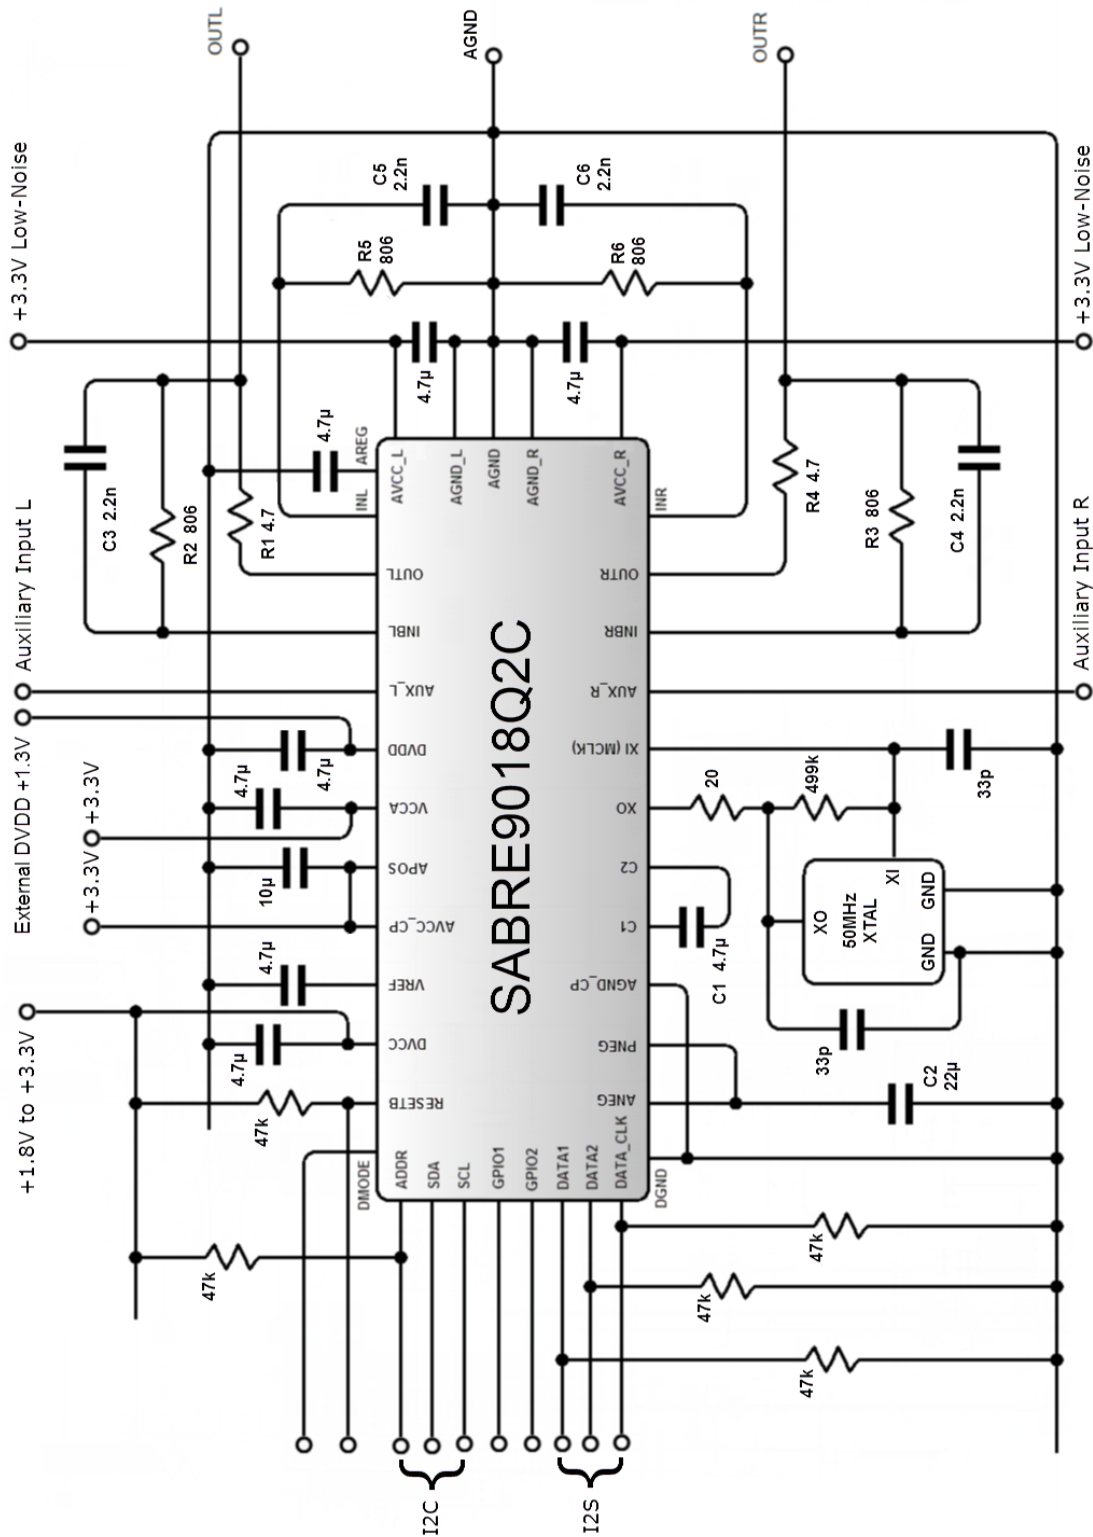 OUTL
AGND
OUTR
+3.3V Low-Noise
+3.3V Low-Noise
C5
2.2n
C6
2.2n
R5
806
R6
806
4.7µ
4.7µ
4.7µ
AREG
INL
AVCC_L
AGND_L
AGND
AGND_R
AVCC_R
INR
C3 2.2n
R2 806
R1 4.7
R4 4.7
R3 806
C4 2.2n
OUTL
OUTR
INBL
INBR
Auxiliary Input L
Auxiliary Input R
AUX_L
AUX_R
External DVDD +1.3V
DVDD
XI (MCLK)
4.7µ
4.7µ
33p
+3.3V
VCCA
XO
20
499k
+3.3V
10µ
APOS
C2
AVCC_CP
C1
C1 4.7µ
XO
50MHz
XTAL
XI
GND
GND
4.7µ
VREF
AGND_CP
33p
+1.8V to +3.3V
4.7µ
DVCC
PNEG
C2
22µ
47k
RESETB
ANEG
SABRE9018Q2C
DMODE
ADDR
SDA
SCL
GPIO1
GPIO2
DATA1
DATA2
DATA_CLK
DGND
47k
47k
47k
47k
I2C
I2S